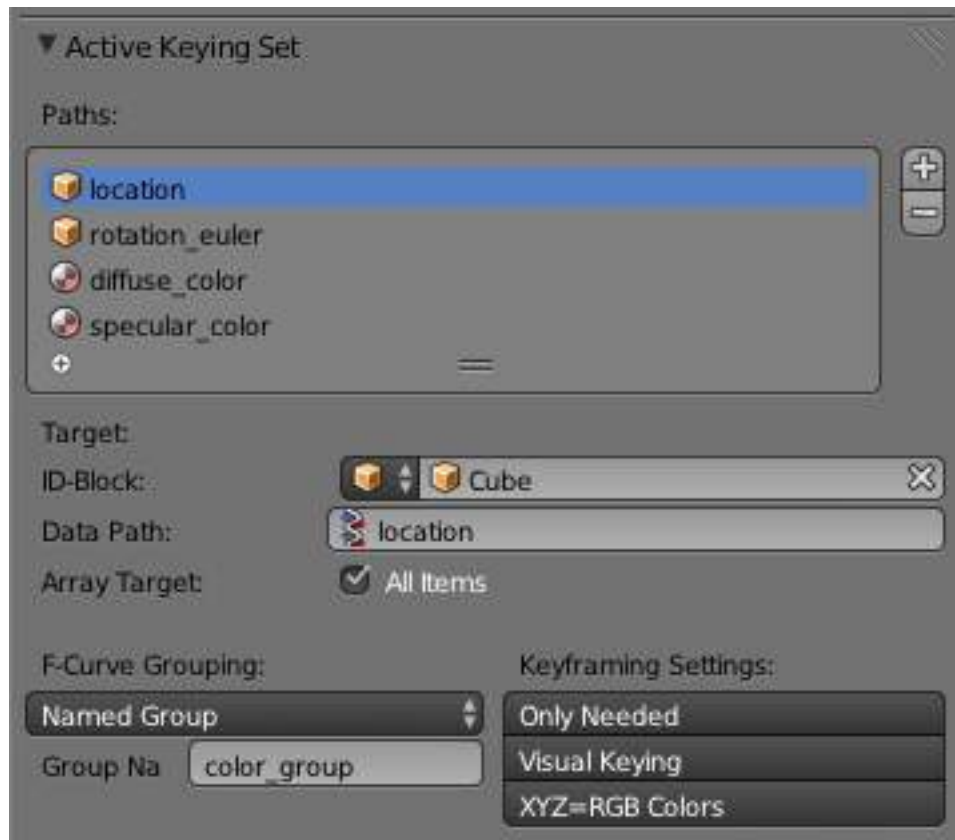 Active Keying Set
Paths:
location
rotation_euler
diffuse_color
specular_color
Target:
ID-Block: Cube
Data Path: location
Array Target: All Items
F-Curve Grouping: Keyframing Settings:
Named Group Only Needed
Group Na color_group Visual Keying
XYZ=RGB Colors